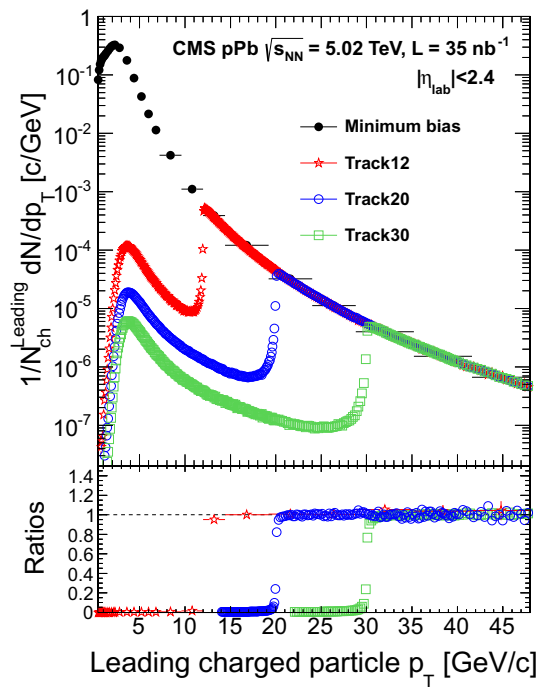 CMS pPb √s_NN = 5.02 TeV, L = 35 nb⁻¹
|η_lab|<2.4
Minimum bias
Track12
Track20
Track30
1/N_ch^Leading dN/dp_T [c/GeV]
1
10⁻¹
10⁻²
10⁻³
10⁻⁴
10⁻⁵
10⁻⁶
10⁻⁷
Ratios
1.4
1.2
1
0.8
0.6
0.4
0.2
0
5 10 15 20 25 30 35 40 45
Leading charged particle p_T [GeV/c]